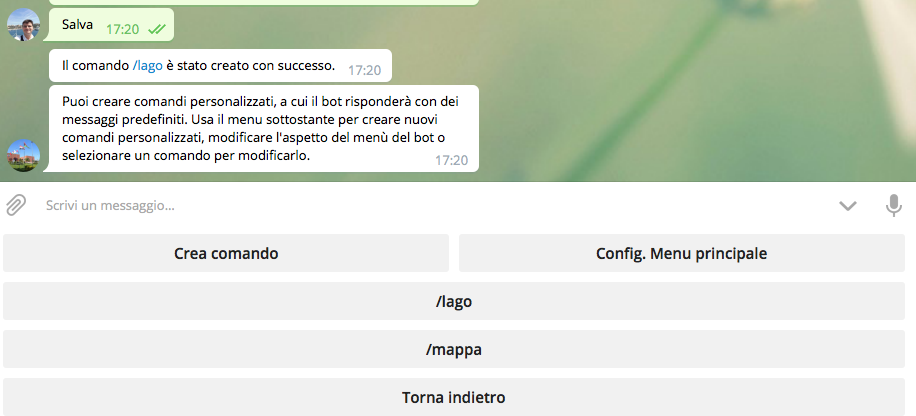 Salva 17:20
Il comando /lago è stato creato con successo. 17:20
Puoi creare comandi personalizzati, a cui il bot risponderà con dei
messaggi predefiniti. Usa il menu sottostante per creare nuovi
comandi personalizzati, modificare l'aspetto del menù del bot o
selezionare un comando per modificarlo. 17:20
Scrivi un messaggio...
Crea comando Config. Menu principale
/lago
/mappa
Torna indietro